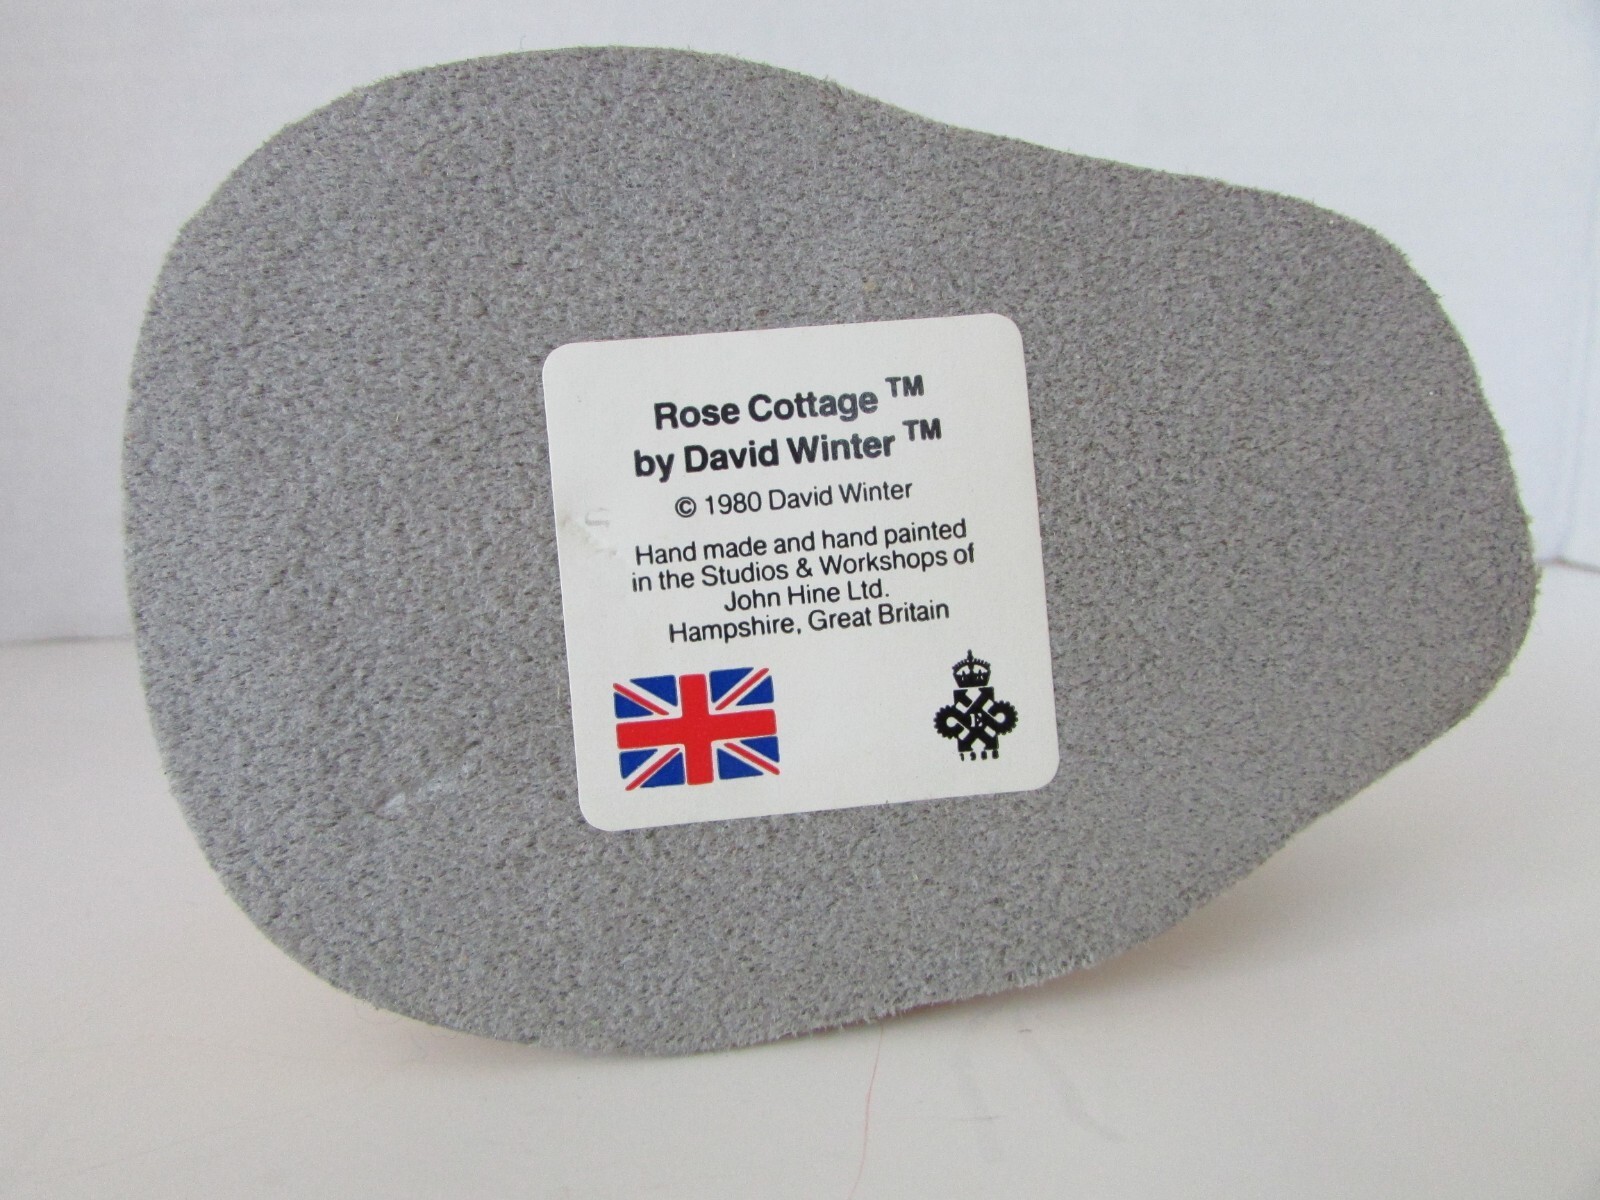 Rose Cottage ™
by David Winter ™
© 1980 David Winter
Hand made and hand painted
in the Studios & Workshops of
John Hine Ltd.
Hampshire, Great Britain